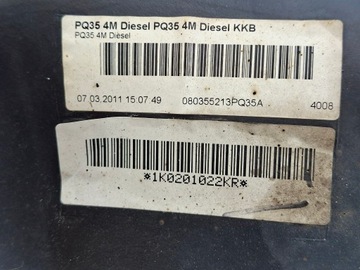 PQ35 4M Diesel PQ35 4M Diesel KKB
PQ35 4M Diesel
07.03.2011 15:07:49 080355213PQ35A 4008
*1K0201022KR*